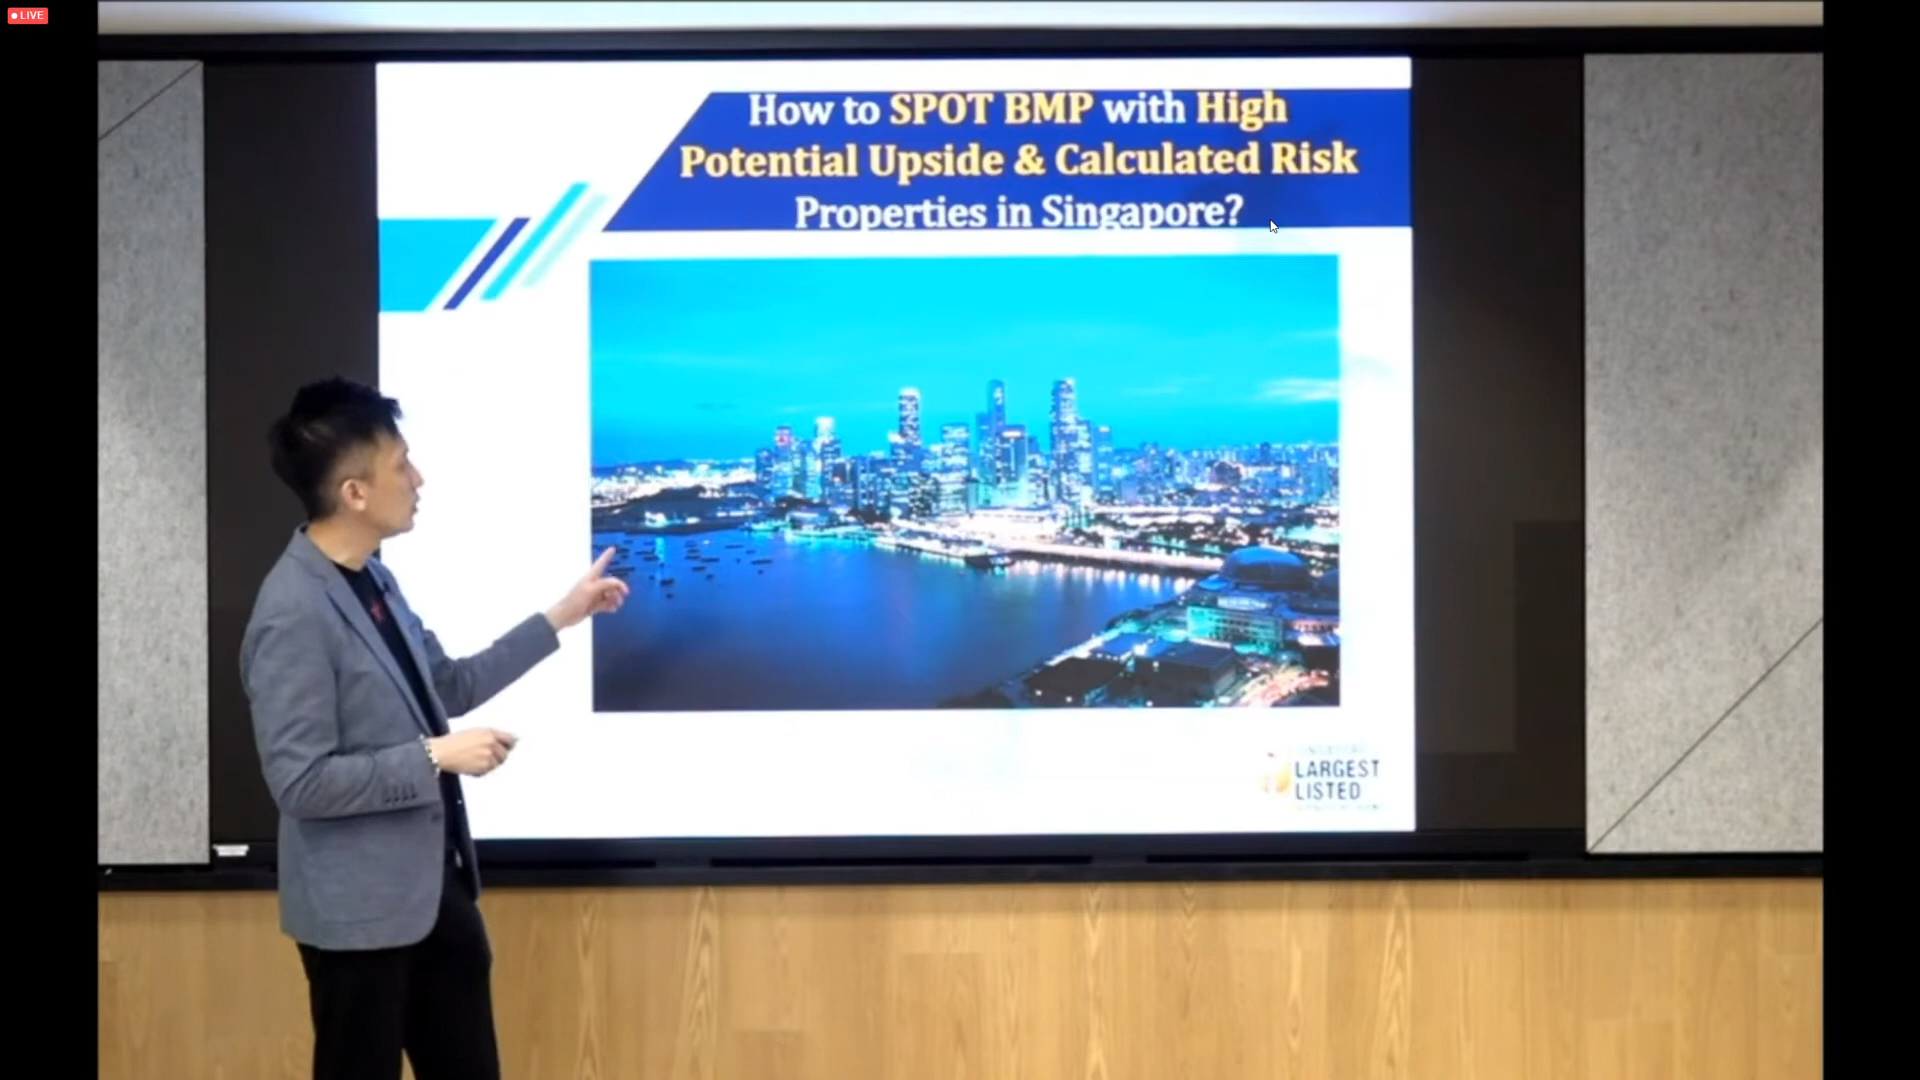 LIVE
How to SPOT BMP with High
Potential Upside & Calculated Risk
Properties in Singapore?
LARGEST
LISTED